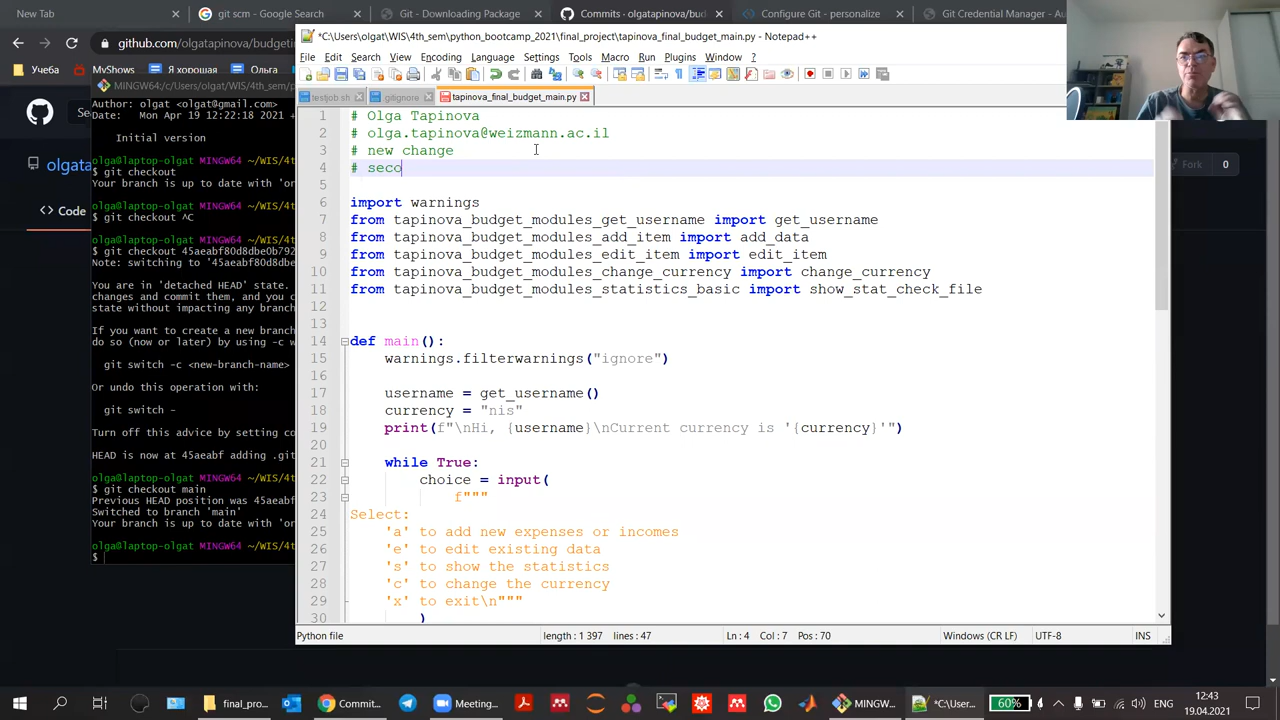 New Tab
git scm - Google Search
Commits · olgatapinova/budget
Configure Git - personalize
Git Credential Manager - Au
github.com/olgatapinova/budgeti
Учеба
MyShows
Я хорошая
Ольга
olgat
Code
Fork 0
MINGW64:/c/Users/olgat/WIS/4th
Author: olgat <olgat@gmail.com>
Date: Mon Apr 19 12:22:18 2021 +
Initial version
olga@laptop-olgat MINGW64 ~/WIS/4t
$ git checkout
Your branch is up to date with 'or
olga@laptop-olgat MINGW64 ~/WIS/4t
$ git checkout ^C
olga@laptop-olgat MINGW64 ~/WIS/4t
$ git checkout 45aeabf80d8dbe0b792
Note: switching to '45aeabf80d8dbe
You are in 'detached HEAD' state.
changes and commit them, and you c
state without impacting any branch
If you want to create a new branch
do so (now or later) by using -c w
git switch -c <new-branch-name>
Or undo this operation with:
git switch -
Turn off this advice by setting co
HEAD is now at 45aeabf adding .git
olga@laptop-olgat MINGW64 ~/WIS/4t
$ git checkout main
Previous HEAD position was 45aeabf
Switched to branch 'main'
Your branch is up to date with 'or
olga@laptop-olgat MINGW64 ~/WIS/4t
$
*C:\Users\olgat\WIS\4th_sem\python_bootcamp_2021\final_project\tapinova_final_budget_main.py - Notepad++
File Edit Search View Encoding Language Settings Tools Macro Run Plugins Window ?
testjob.sh
.gitignore
tapinova_final_budget_main.py
1 # Olga Tapinova
2 # olga.tapinova@weizmann.ac.il
3 # new change
4 # seco
5
6 import warnings
7 from tapinova_budget_modules_get_username import get_username
8 from tapinova_budget_modules_add_item import add_data
9 from tapinova_budget_modules_edit_item import edit_item
10 from tapinova_budget_modules_change_currency import change_currency
11 from tapinova_budget_modules_statistics_basic import show_stat_check_file
12
13
14 def main():
15 warnings.filterwarnings("ignore")
16
17 username = get_username()
18 currency = "nis"
19 print(f"\nHi, {username}\nCurrent currency is '{currency}'")
20
21 while True:
22 choice = input(
23 f"""
24 Select:
25 'a' to add new expenses or incomes
26 'e' to edit existing data
27 's' to show the statistics
28 'c' to change the currency
29 'x' to exit\n"""
30 )
Python file
length : 1 397 lines : 47
Ln : 4 Col : 7 Pos : 70
Windows (CR LF)
UTF-8
INS
final_pro...
Commit...
Meeting...
MINGW...
C:\User...
60%
ENG
12:43
19.04.2021